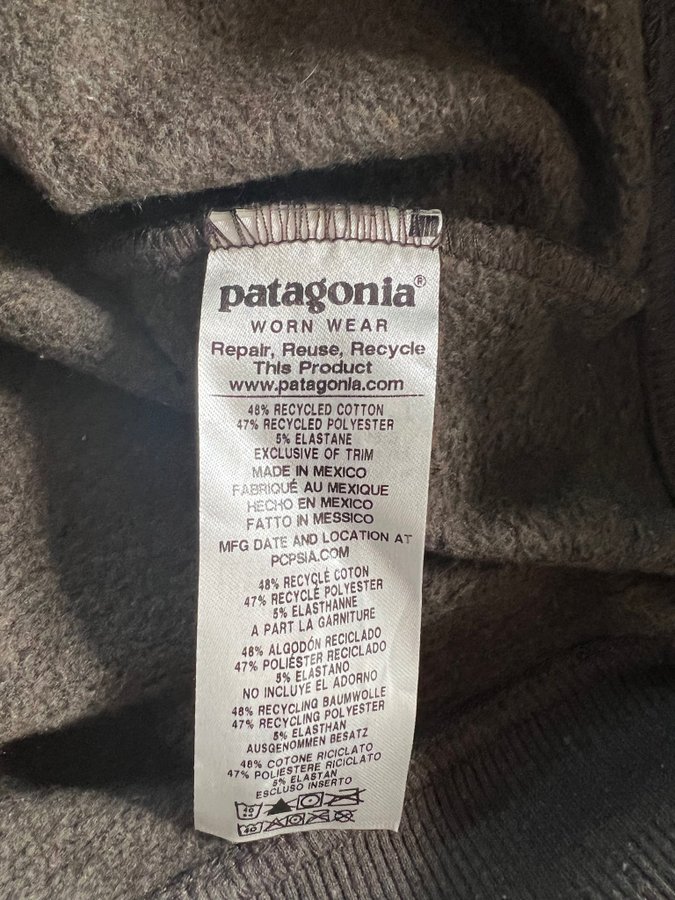 patagonia®
WORN WEAR
Repair, Reuse, Recycle
This Product
www.patagonia.com
48% RECYCLED COTTON
47% RECYCLED POLYESTER
5% ELASTANE
EXCLUSIVE OF TRIM
MADE IN MEXICO
FABRIQUÉ AU MEXIQUE
HECHO EN MEXICO
FATTO IN MESSICO
MFG DATE AND LOCATION AT
PCPSIA.COM
48% RECYCLÉ COTON
47% RECYCLÉ POLYESTER
5% ELASTHANNE
A PART LA GARNITURE
48% ALGODÓN RECICLADO
47% POLIÉSTER RECICLADO
5% ELASTANO
NO INCLUYE EL ADORNO
48% RECYCLING BAUMWOLLE
47% RECYCLING POLYESTER
5% ELASTHAN
AUSGENOMMEN BESATZ
48% COTONE RICICLATO
47% POLIESTERE RICICLATO
5% ELASTAN
ESCLUSO INSERTO
40
40